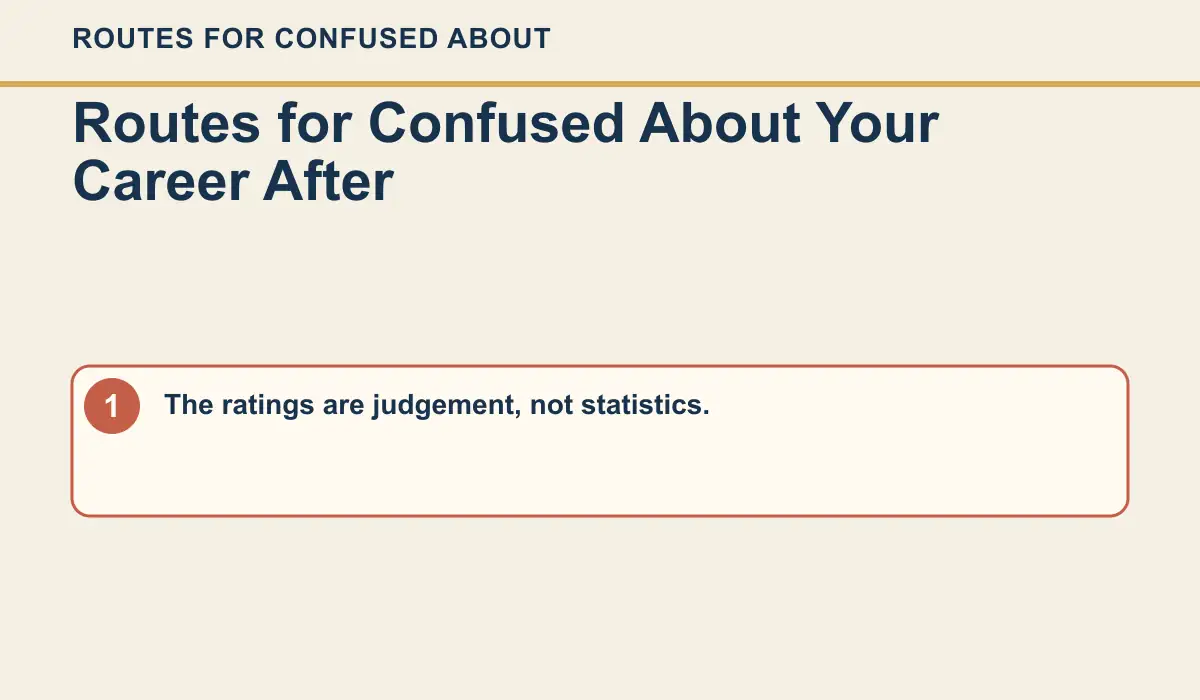 ROUTES FOR CONFUSED ABOUT
Routes for Confused About Your
Career After
1
The ratings are judgement, not statistics.